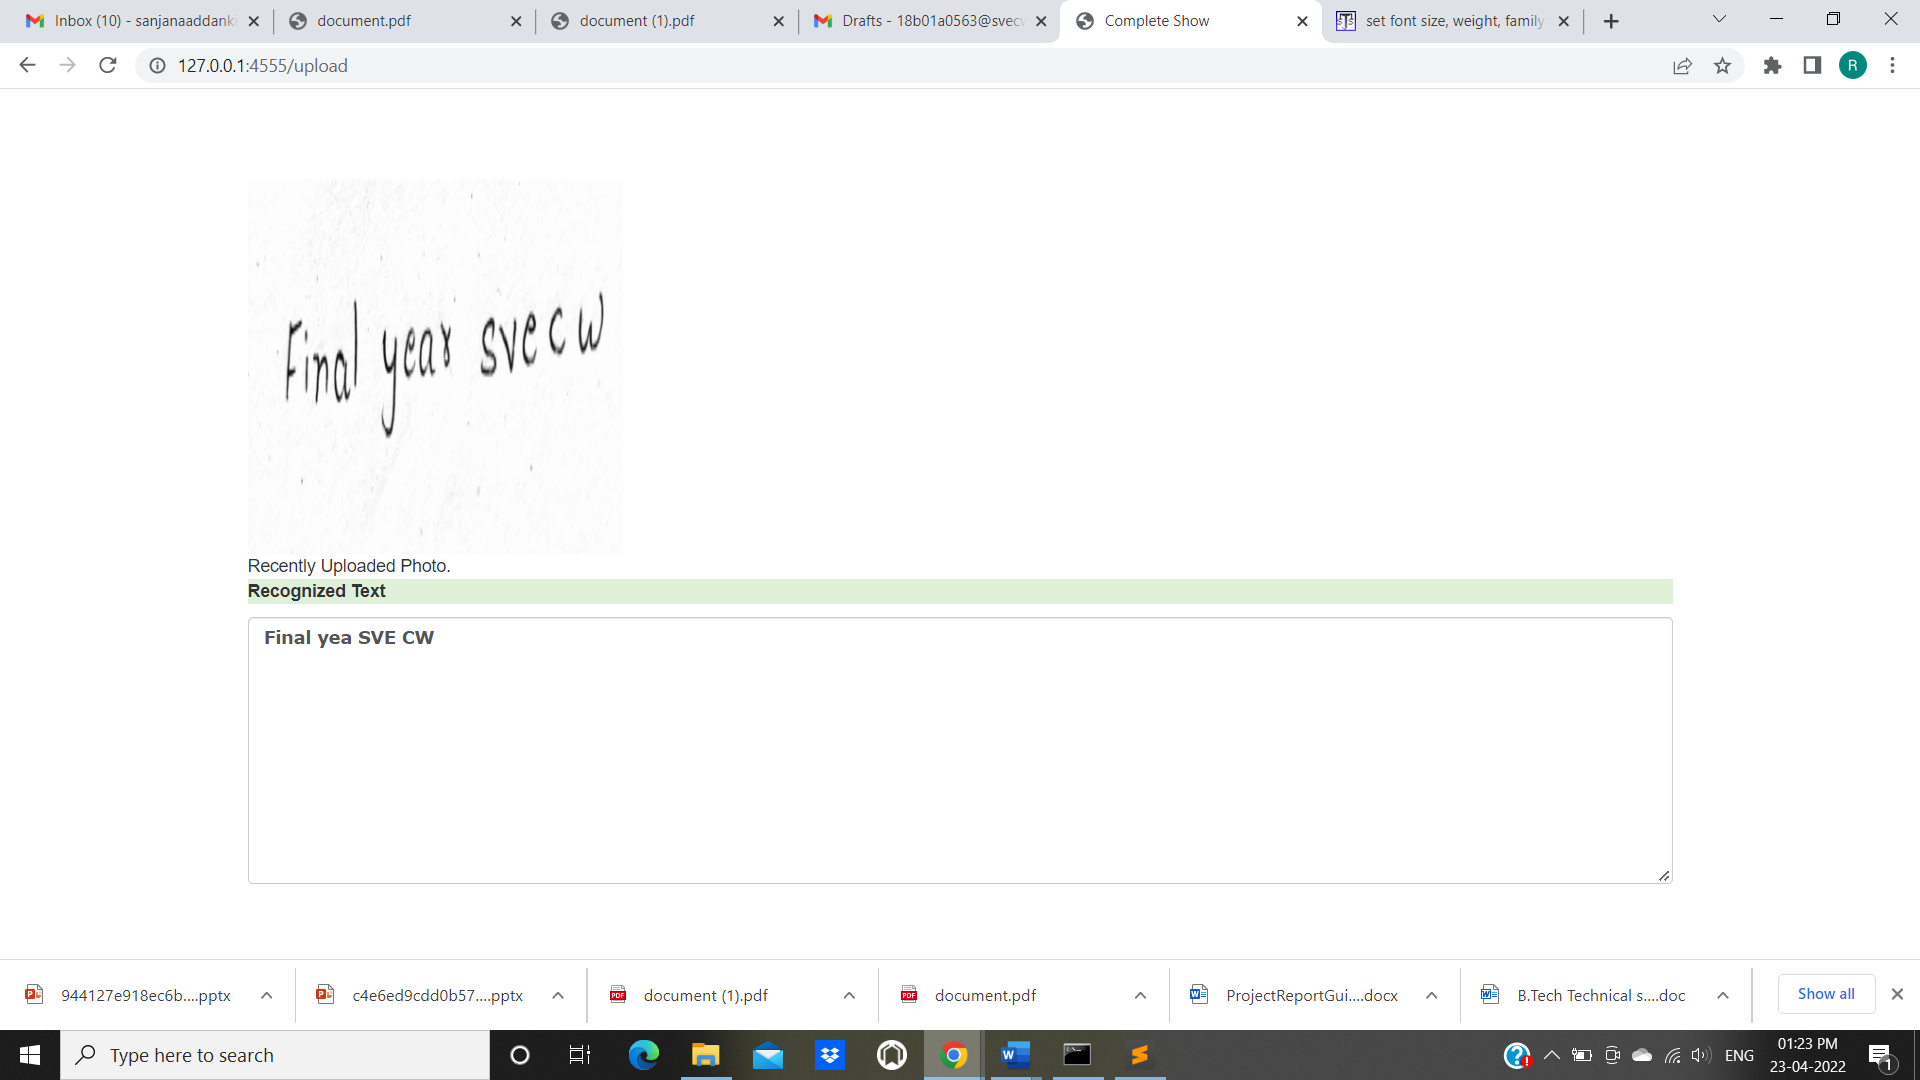 Inbox (10) - sanjanaaddank
document.pdf
document (1).pdf
Drafts - 18b01a0563@svecw
Complete Show
set font size, weight, family
127.0.0.1:4555/upload
R
Final year svecw
Recently Uploaded Photo.
Recognized Text
Final yea SVE CW
944127e918ec6b....pptx
c4e6ed9cdd0b57....pptx
document (1).pdf
document.pdf
ProjectReportGui....docx
B.Tech Technical s....doc
Show all
Type here to search
ENG
01:23 PM
23-04-2022
1